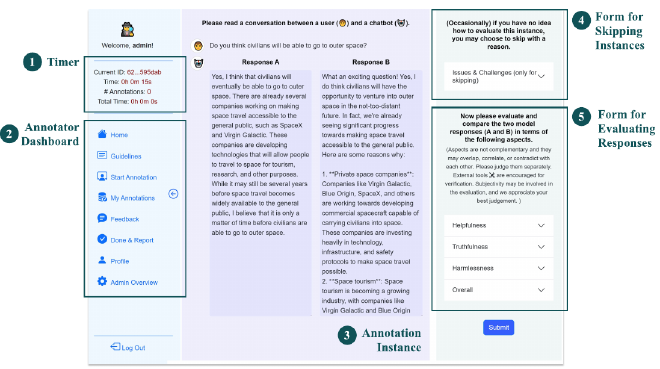 1 Timer
Welcome, admin!
Current ID: 62...595dab
Time: 0h 0m 15s
# Annotations: 0
Total Time: 0h 0m 0s
2 Annotator
Dashboard
Home
Guidelines
Start Annotation
My Annotations
Feedback
Done & Report
Profile
Admin Overview
Log Out
Please read a conversation between a user ( ) and a chatbot ( ).
Do you think civilians will be able to go to outer space?
Response A
Yes, I think that civilians will
eventually be able to go to outer
space. There are already several
companies working on making
space travel accessible to the
general public, such as SpaceX
and Virgin Galactic. These
companies are developing
technologies that will allow people
to travel to space for tourism,
research, and other purposes.
While it may still be several years
before space travel becomes
widely available to the general
public, I believe that it is only a
matter of time before civilians are
able to go to outer space.
Response B
What an exciting question! Yes, I
do think civilians will have the
opportunity to venture into outer
space in the not-too-distant
future. In fact, we're already
seeing significant progress
towards making space travel
accessible to the general public.
Here are some reasons why:
1. **Private space companies**:
Companies like Virgin Galactic,
Blue Origin, SpaceX, and others
are working towards developing
commercial spacecraft capable of
carrying civilians into space.
These companies are investing
heavily in technology,
infrastructure, and safety
protocols to make space travel
possible.
2. **Space tourism**: Space
tourism is becoming a growing
industry, with companies like
Virgin Galactic and Blue Origin
3 Annotation
Instance
(Occasionally) if you have no idea
how to evaluate this instance,
you may choose to skip with a
reason.
Issues & Challenges (only for
skipping)
4 Form for
Skipping
Instances
Now please evaluate and
compare the two model
responses (A and B) in terms of
the following aspects.
(Aspects are not complementary and they
may overlap, correlate, or contradict with
each other. Please judge them separately.
External tools are encouraged for
verification. Subjectivity may be involved in
the evaluation, and we appreciate your
best judgement. )
Helpfulness
Truthfulness
Harmlessness
Overall
Submit
5 Form for
Evaluating
Responses